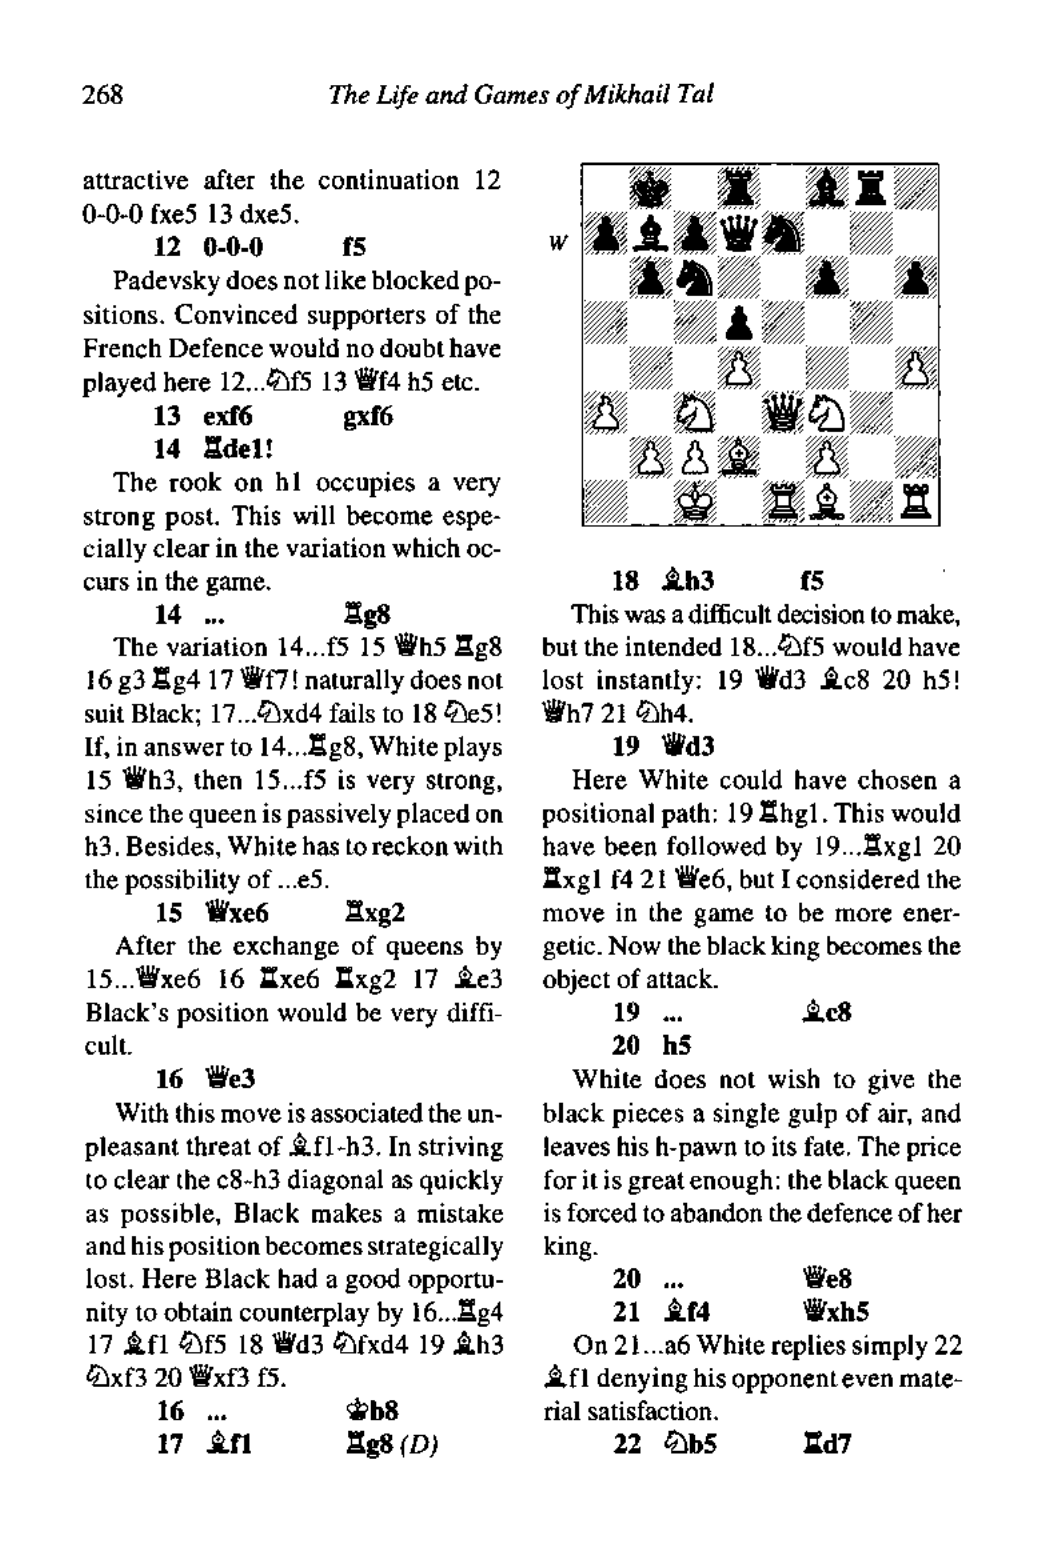 268
The Life and Games of Mikhail Tal
attractive after the continuation 12
0-0-0 fxe5 13 dxe5.
12 0-0-0 f5
Padevsky does not like blocked po-
sitions. Convinced supporters of the
French Defence would no doubt have
played here 12...♘f5 13 ♕f4 h5 etc.
13 exf6 gxf6
14 ♖de1!
The rook on h1 occupies a very
strong post. This will become espe-
cially clear in the variation which oc-
curs in the game.
14 ... ♖g8
The variation 14...f5 15 ♕h5 ♖g8
16 g3 ♖g4 17 ♕f7! naturally does not
suit Black; 17...♘xd4 fails to 18 ♘e5!
If, in answer to 14...♖g8, White plays
15 ♕h3, then 15...f5 is very strong,
since the queen is passively placed on
h3. Besides, White has to reckon with
the possibility of ...e5.
15 ♕xe6 ♖xg2
After the exchange of queens by
15...♕xe6 16 ♖xe6 ♖xg2 17 ♗e3
Black's position would be very diffi-
cult.
16 ♕e3
With this move is associated the un-
pleasant threat of ♗f1-h3. In striving
to clear the c8-h3 diagonal as quickly
as possible, Black makes a mistake
and his position becomes strategically
lost. Here Black had a good opportu-
nity to obtain counterplay by 16...♖g4
17 ♗f1 ♘f5 18 ♕d3 ♘fxd4 19 ♗h3
♘xf3 20 ♕xf3 f5.
16 ... ♔b8
17 ♗f1 ♖g8 (D)
W
18 ♗h3 f5
This was a difficult decision to make,
but the intended 18...♘f5 would have
lost instantly: 19 ♕d3 ♗c8 20 h5!
♕h7 21 ♘h4.
19 ♕d3
Here White could have chosen a
positional path: 19 ♖hg1. This would
have been followed by 19...♖xg1 20
♖xg1 f4 21 ♕e6, but I considered the
move in the game to be more ener-
getic. Now the black king becomes the
object of attack.
19 ... ♗c8
20 h5
White does not wish to give the
black pieces a single gulp of air, and
leaves his h-pawn to its fate. The price
for it is great enough: the black queen
is forced to abandon the defence of her
king.
20 ... ♕e8
21 ♗f4 ♕xh5
On 21...a6 White replies simply 22
♗f1 denying his opponent even mate-
rial satisfaction.
22 ♘b5 ♖d7